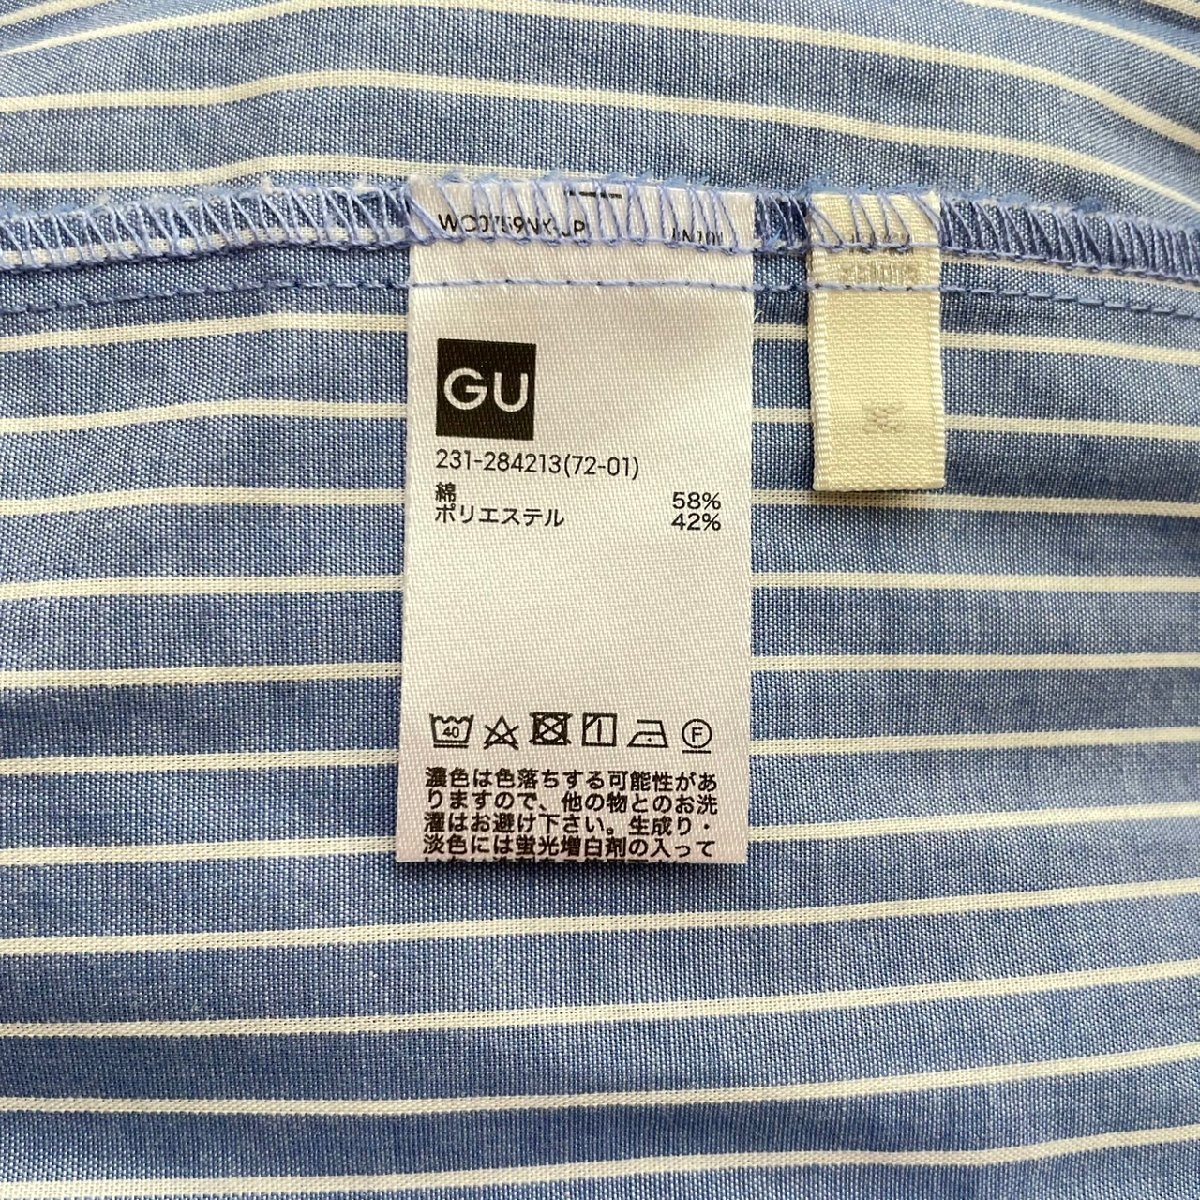 GU
231-284213(72-01)
綿 58%
ポリエステル 42%
40
F
濃色は色落ちする可能性があ
りますので、他の物とのお洗
濯はお避け下さい。生成り・
淡色には蛍光増白剤の入って